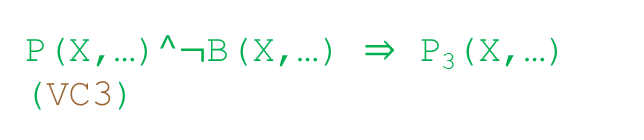 P(X,…)^¬B(X,…) ⇒ P₃(X,…)
(VC3)